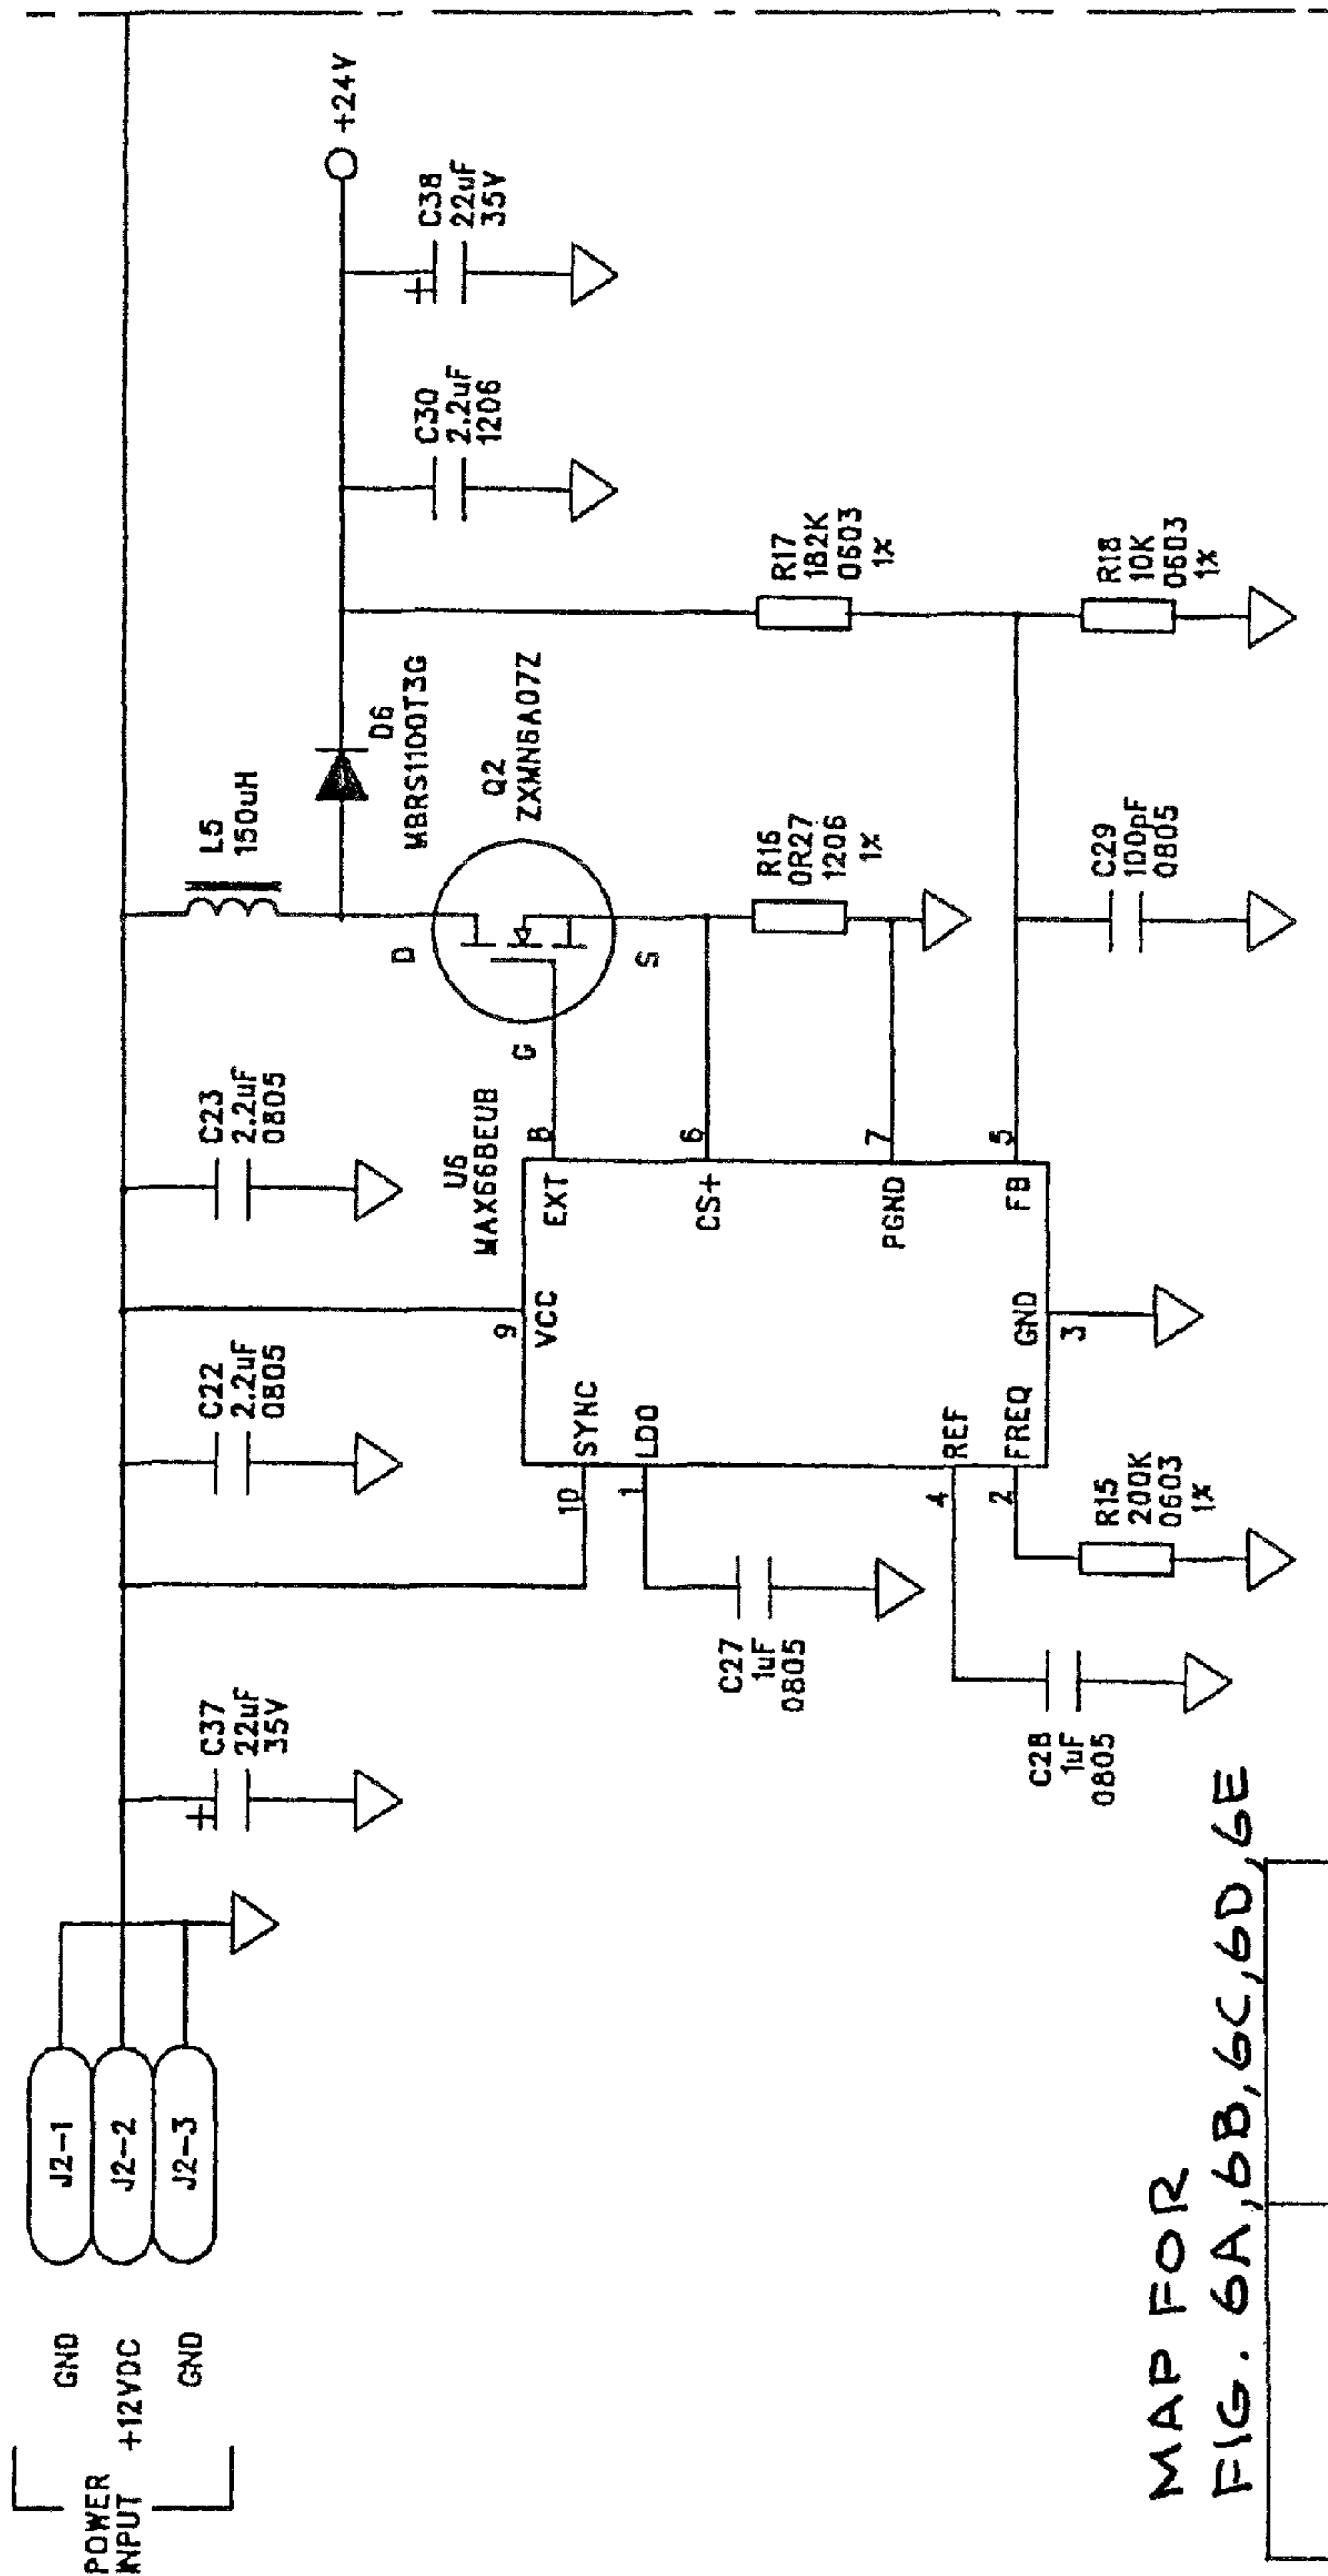 POWER
INPUT
GND
+12VDC
GND
J2-1
J2-2
J2-3
C37
22uF
35V
C22
2.2uF
0805
C23
2.2uF
0805
L5
150uH
D6
MBRS1100T3G
+24V
C30
2.2uF
1206
C38
22uF
35V
Q2
ZXMN6A07Z
D
G
S
U6
MAX668EUB
9
VCC
10
SYNC
1
LDO
4
REF
2
FREQ
GND
3
EXT
8
CS+
6
PGND
7
FB
5
C27
1uF
0805
C28
1uF
0805
R15
200K
0603
1%
R16
0R27
1206
1%
C29
100pF
0805
R17
182K
0603
1%
R18
10K
0603
1%
MAP FOR
FIG. 6A,6B,6C,6D,6E